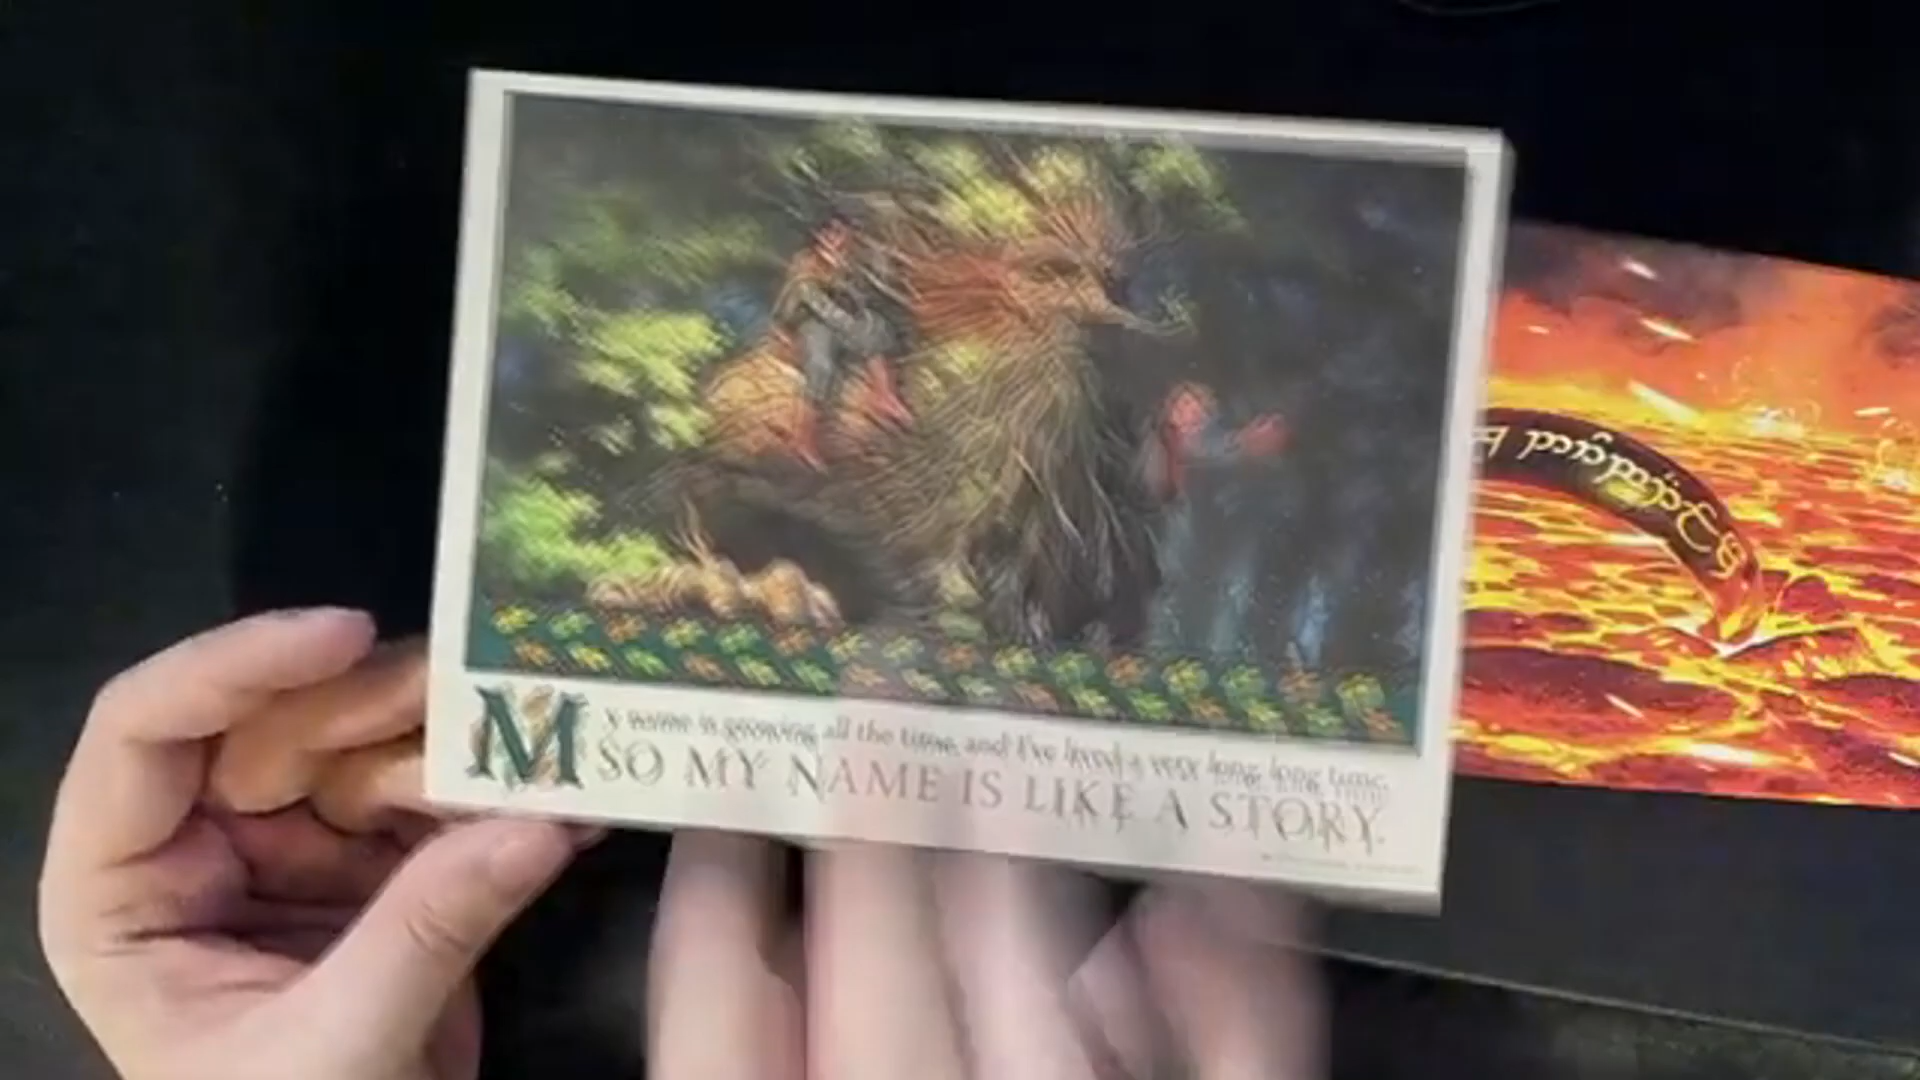 My name is growing all the time, and I've lived a very long, long time,
SO MY NAME IS LIKE A STORY.